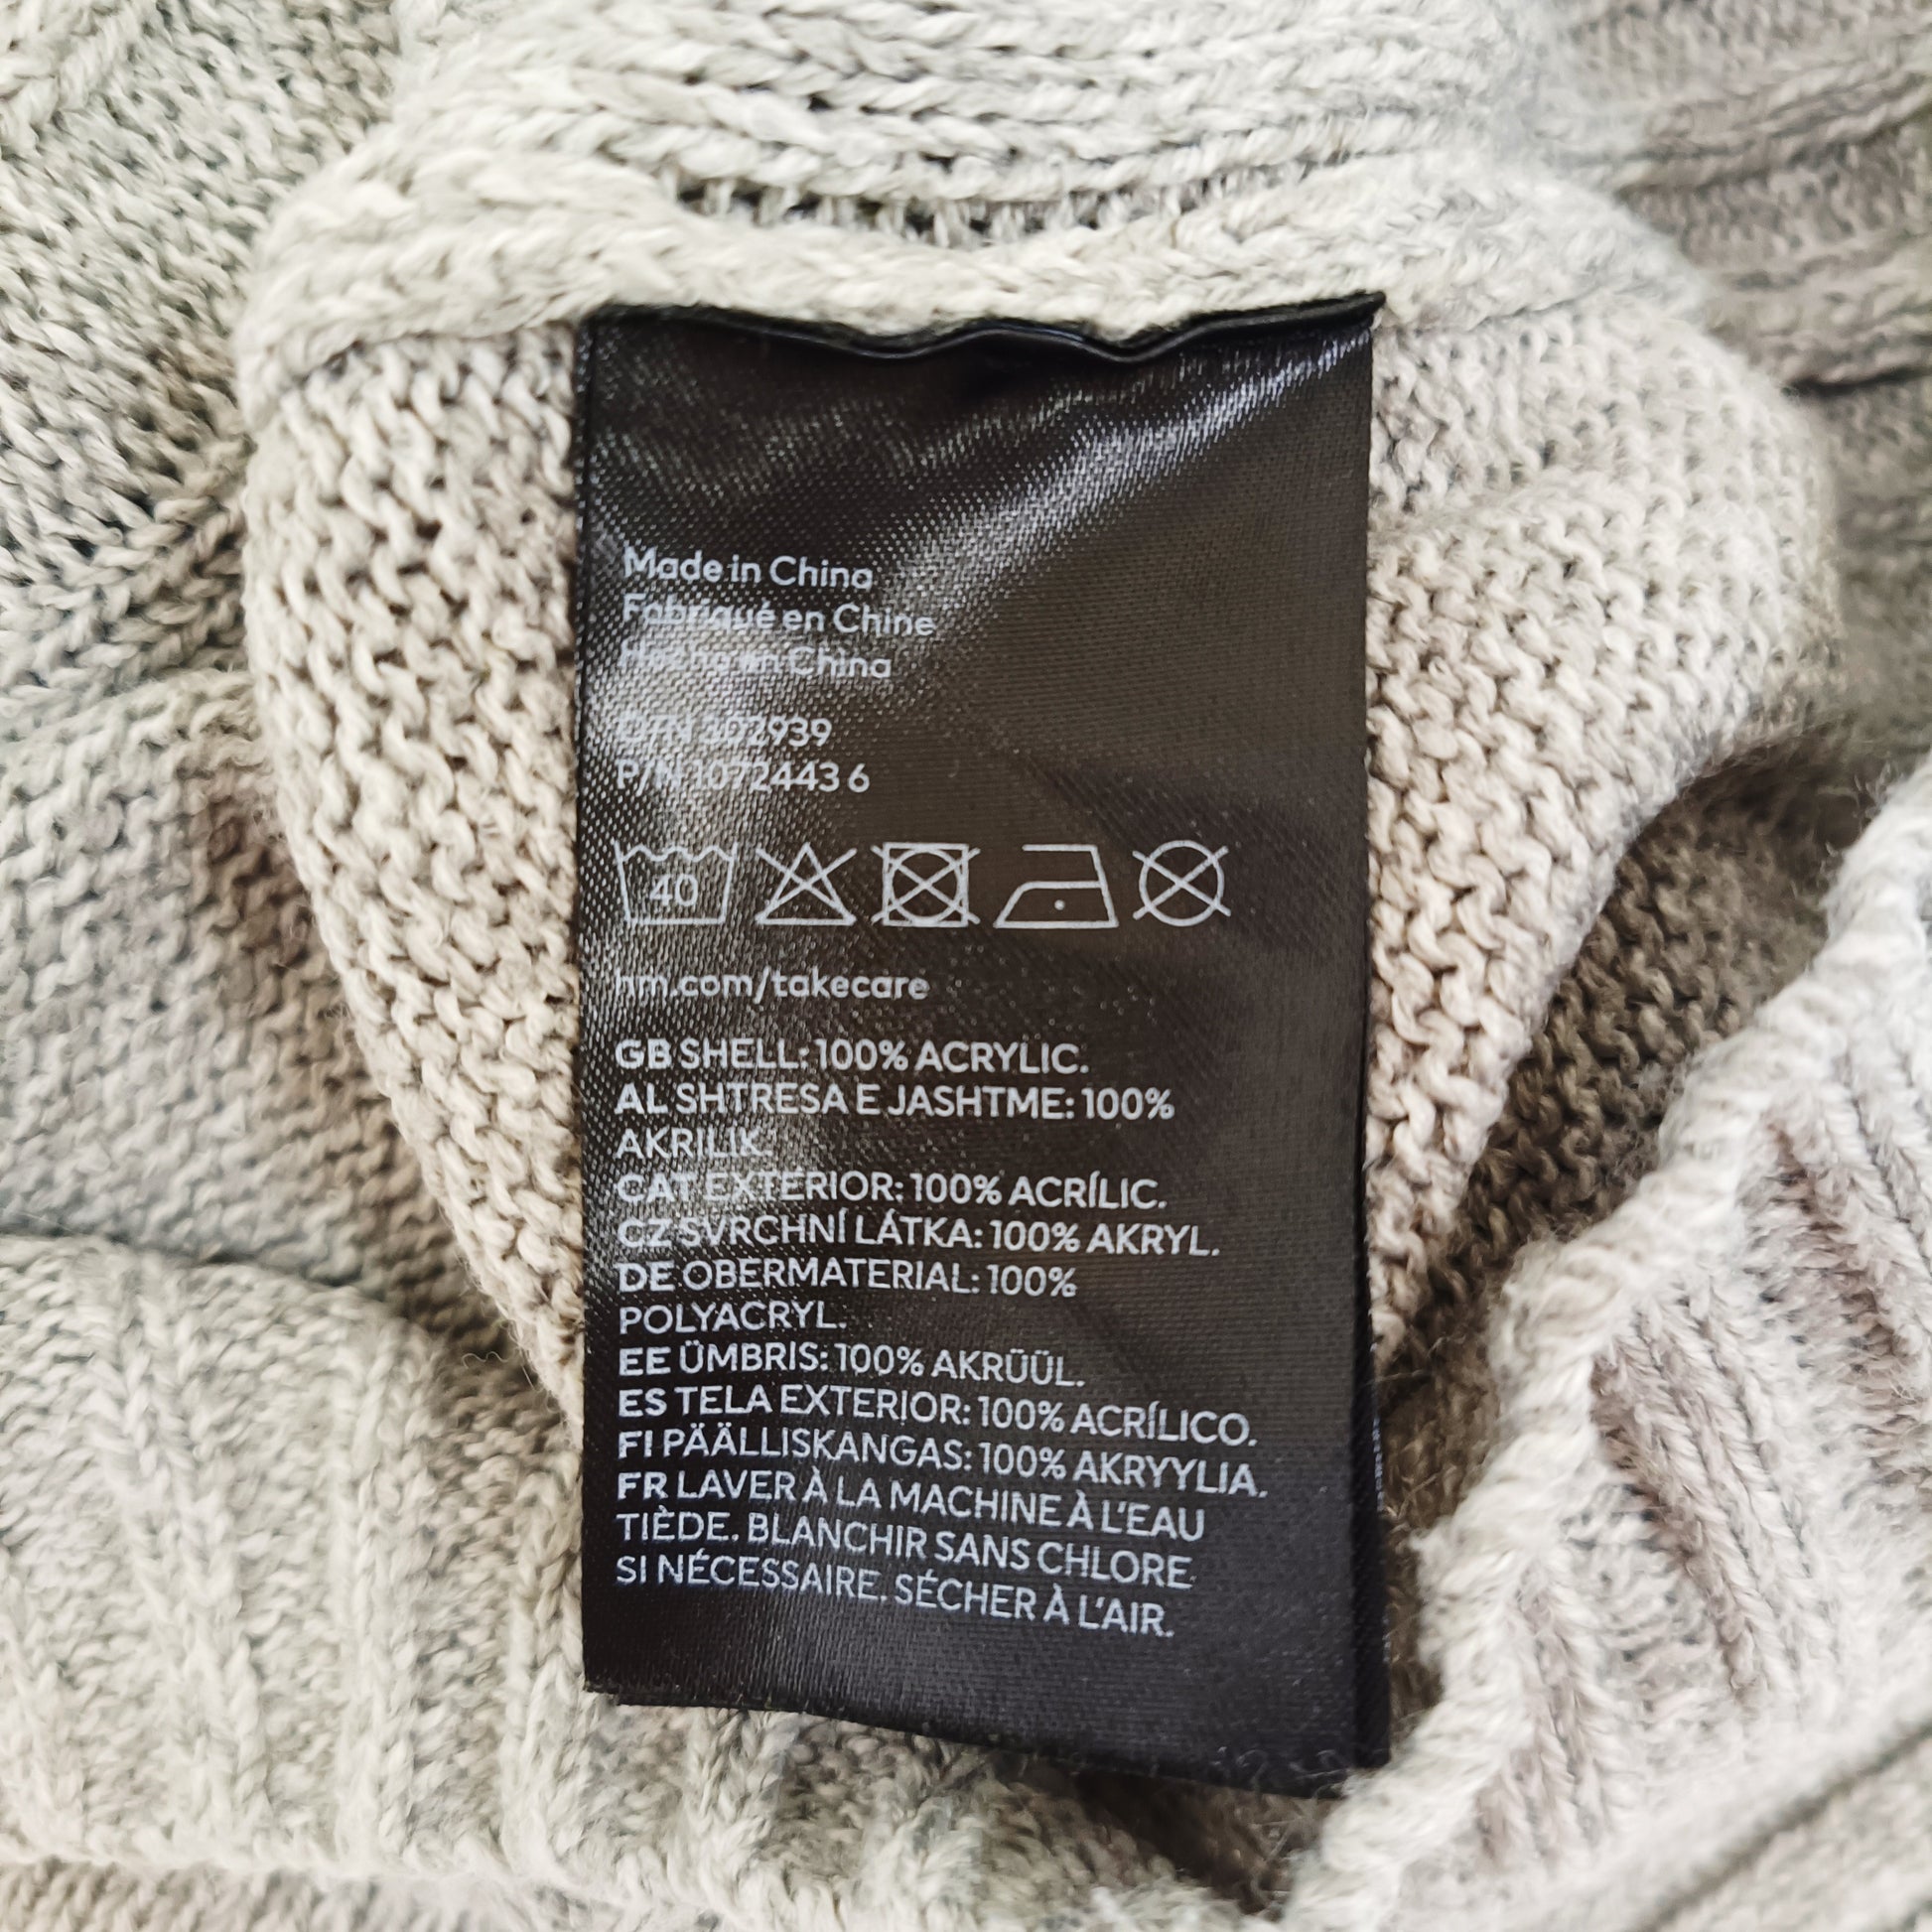 Made in China
Fabriqué en Chine
Hecho en China
O/N 302939
P/N 1072443 6
40
hm.com/takecare
GB SHELL: 100% ACRYLIC.
AL SHTRESA E JASHTME: 100%
AKRILIK.
CAT EXTERIOR: 100% ACRÍLIC.
CZ SVRCHNÍ LÁTKA: 100% AKRYL.
DE OBERMATERIAL: 100%
POLYACRYL.
EE ÜMBRIS: 100% AKRÜÜL.
ES TELA EXTERIOR: 100% ACRÍLICO.
FI PÄÄLLISKANGAS: 100% AKRYYLIA.
FR LAVER À LA MACHINE À L'EAU
TIÈDE. BLANCHIR SANS CHLORE
SI NÉCESSAIRE. SÉCHER À L'AIR.